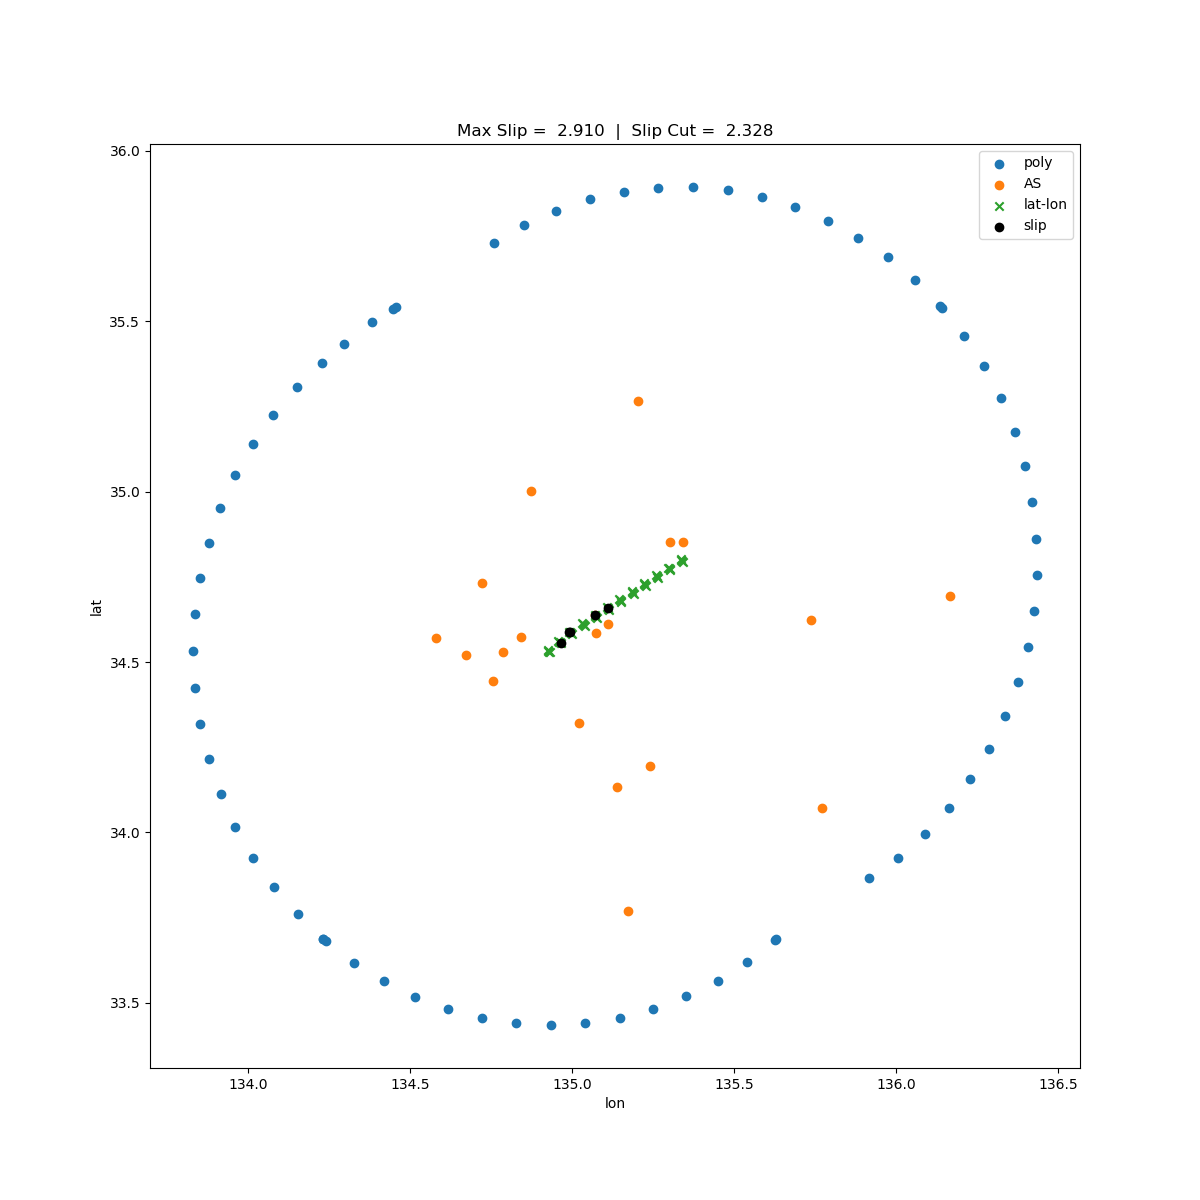 Max Slip =  2.910  |  Slip Cut =  2.328
36.0
35.5
35.0
34.5
34.0
33.5
lat
poly
AS
lat-lon
slip
134.0 134.5 135.0 135.5 136.0 136.5
lon